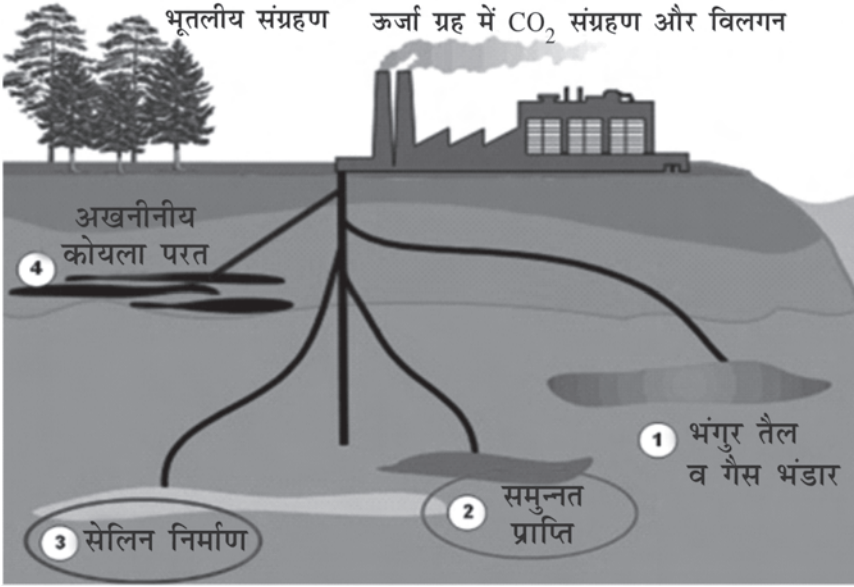 भूतलीय संग्रहण
ऊर्जा ग्रह में CO₂ संग्रहण और विलगन
अखनीनीय
कोयला परत
4
1 भंगुर तैल
व गैस भंडार
2 समुन्नत
प्राप्ति
3 सेलिन निर्माण